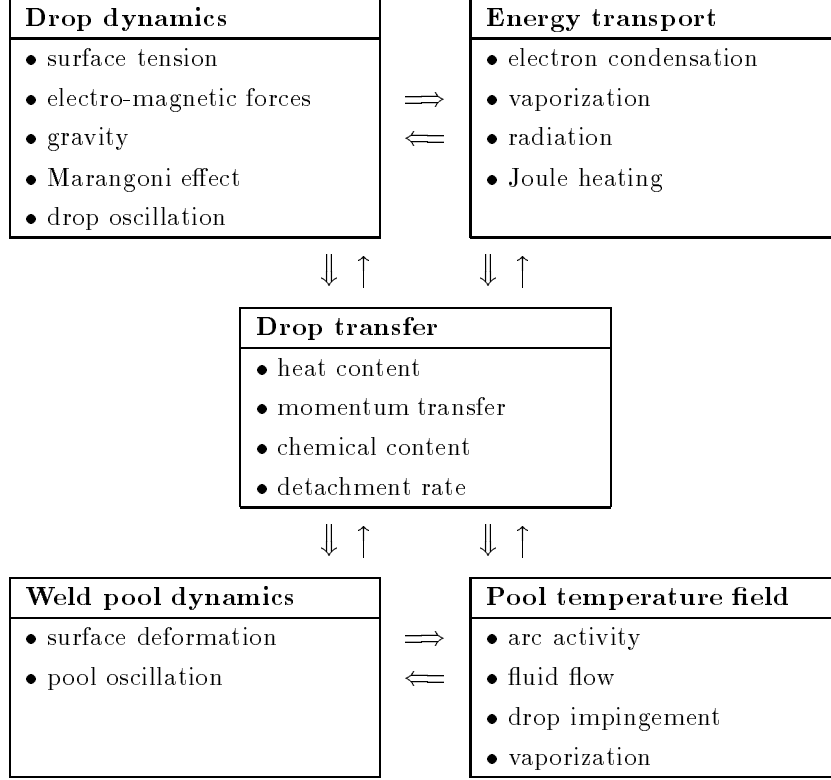 Drop dynamics
• surface tension
• electro-magnetic forces
• gravity
• Marangoni effect
• drop oscillation
Energy transport
• electron condensation
• vaporization
• radiation
• Joule heating
⟹
⟸
⇓ ↑ ⇓ ↑
Drop transfer
• heat content
• momentum transfer
• chemical content
• detachment rate
⇓ ↑ ⇓ ↑
Weld pool dynamics
• surface deformation
• pool oscillation
⟹
⟸
Pool temperature field
• arc activity
• fluid flow
• drop impingement
• vaporization